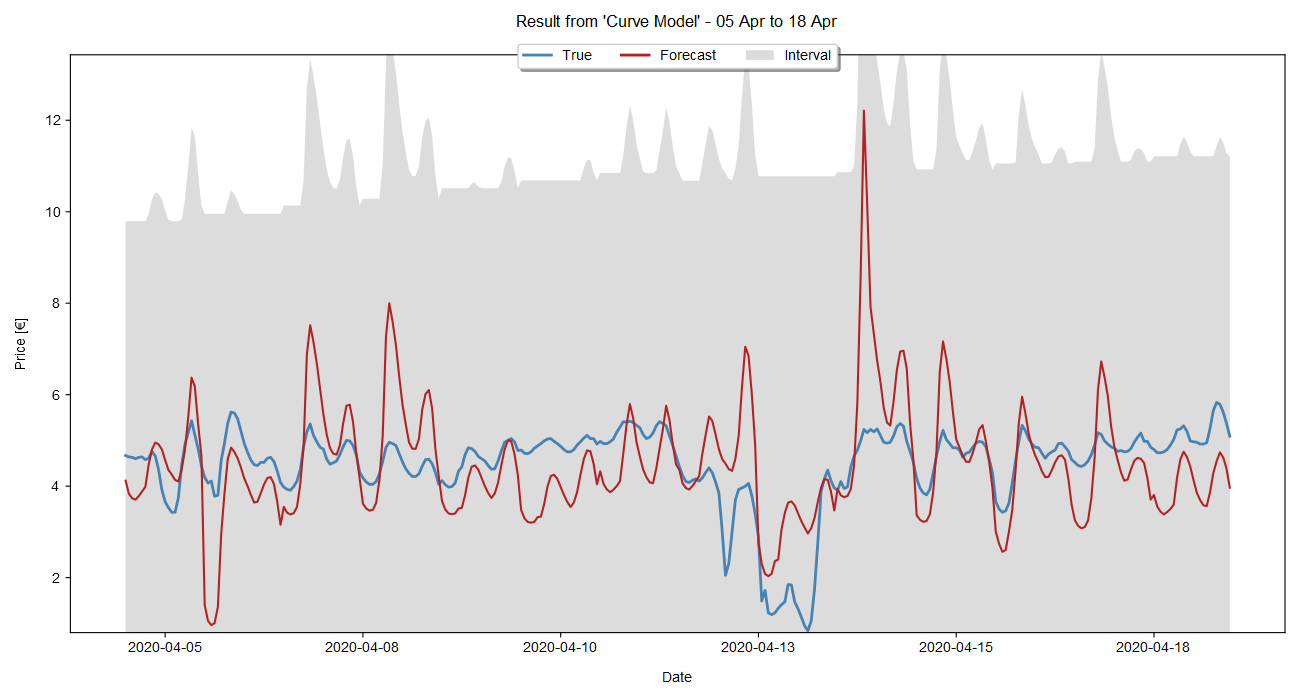 Result from 'Curve Model' - 05 Apr to 18 Apr
True Forecast Interval
12
10
8
6
4
2
Price [€]
2020-04-05 2020-04-08 2020-04-10 2020-04-13 2020-04-15 2020-04-18
Date